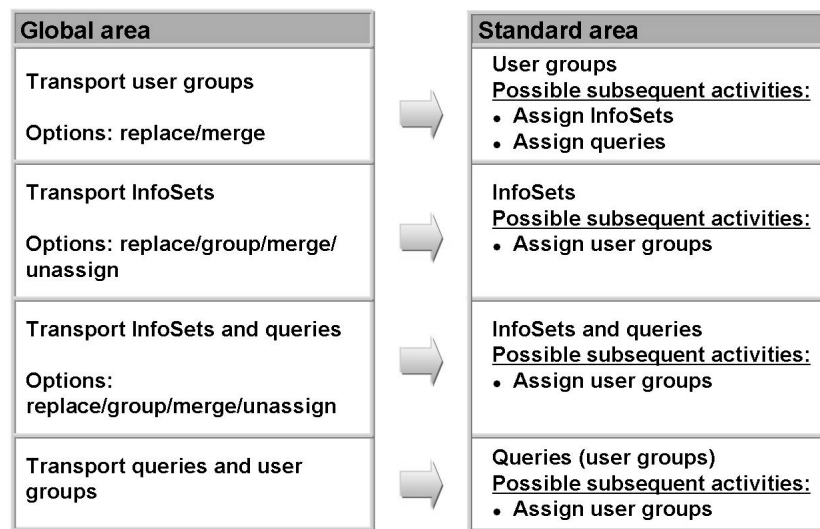 Global area
Transport user groups
Options: replace/merge
Transport InfoSets
Options: replace/group/merge/
unassign
Transport InfoSets and queries
Options:
replace/group/merge/unassign
Transport queries and user
groups
Standard area
User groups
Possible subsequent activities:
• Assign InfoSets
• Assign queries
InfoSets
Possible subsequent activities:
• Assign user groups
InfoSets and queries
Possible subsequent activities:
• Assign user groups
Queries (user groups)
Possible subsequent activities:
• Assign user groups